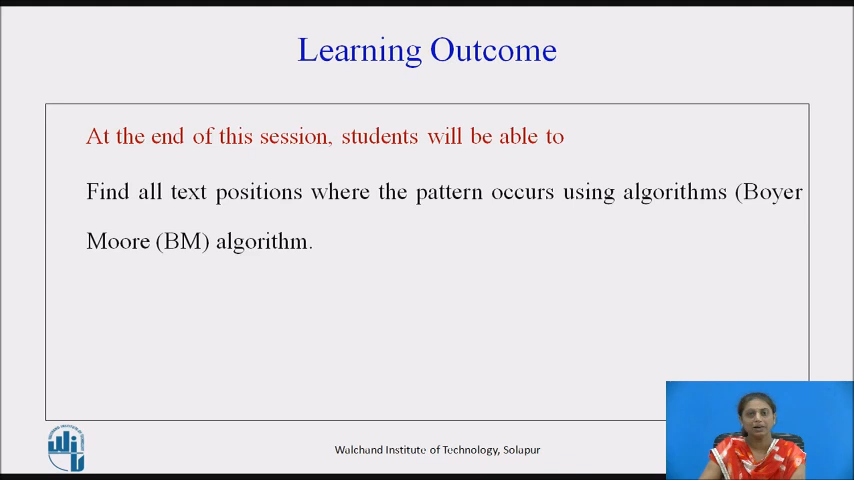 Learning Outcome
At the end of this session, students will be able to
Find all text positions where the pattern occurs using algorithms (Boyer
Moore (BM) algorithm.
Walchand Institute of Technology, Solapur